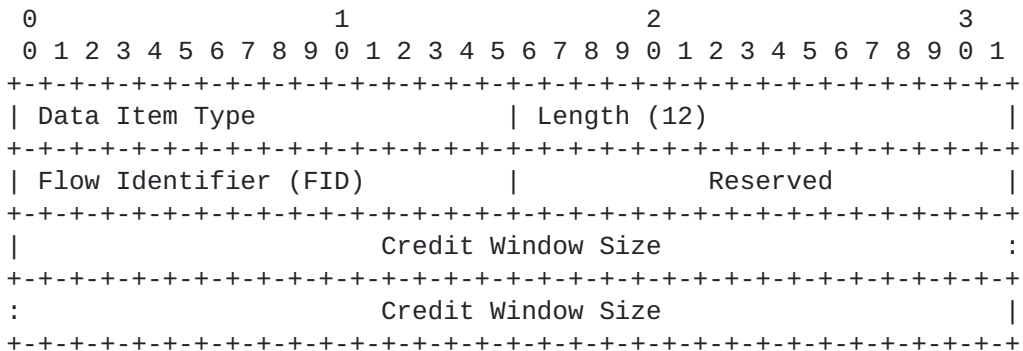 0                   1                   2                   3
 0 1 2 3 4 5 6 7 8 9 0 1 2 3 4 5 6 7 8 9 0 1 2 3 4 5 6 7 8 9 0 1
+-+-+-+-+-+-+-+-+-+-+-+-+-+-+-+-+-+-+-+-+-+-+-+-+-+-+-+-+-+-+-+-+
| Data Item Type                | Length (12)                   |
+-+-+-+-+-+-+-+-+-+-+-+-+-+-+-+-+-+-+-+-+-+-+-+-+-+-+-+-+-+-+-+-+
| Flow Identifier (FID)         |            Reserved           |
+-+-+-+-+-+-+-+-+-+-+-+-+-+-+-+-+-+-+-+-+-+-+-+-+-+-+-+-+-+-+-+-+
|                       Credit Window Size                      :
+-+-+-+-+-+-+-+-+-+-+-+-+-+-+-+-+-+-+-+-+-+-+-+-+-+-+-+-+-+-+-+-+
:                       Credit Window Size                      |
+-+-+-+-+-+-+-+-+-+-+-+-+-+-+-+-+-+-+-+-+-+-+-+-+-+-+-+-+-+-+-+-+